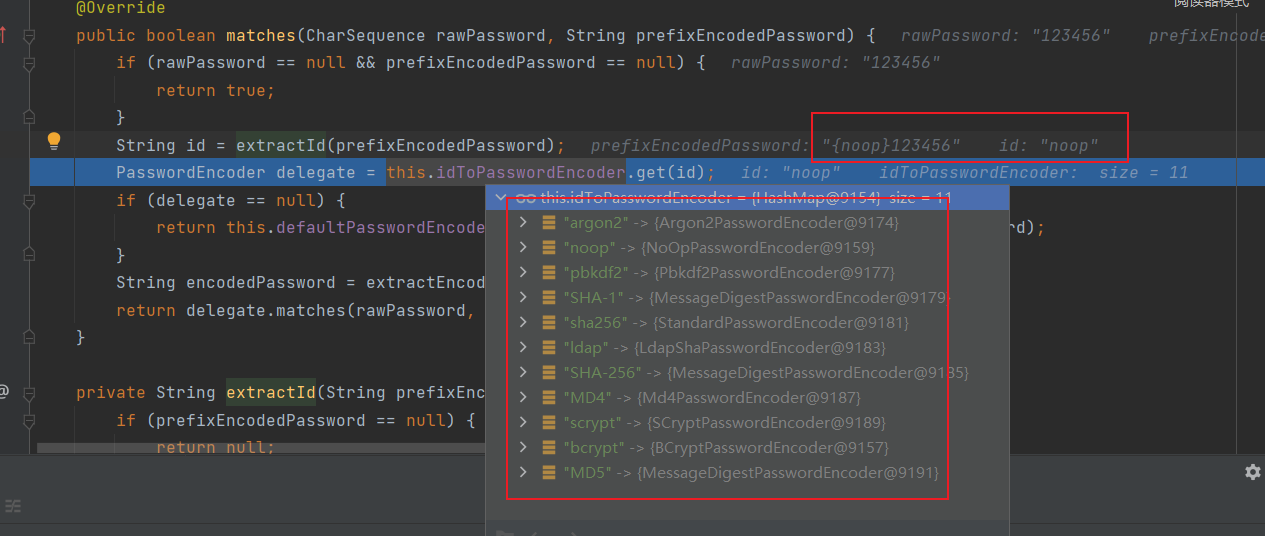 阅读器模式
@Override
public boolean matches(CharSequence rawPassword, String prefixEncodedPassword) { rawPassword: "123456" prefixEncode
if (rawPassword == null && prefixEncodedPassword == null) { rawPassword: "123456"
return true;
}
String id = extractId(prefixEncodedPassword); prefixEncodedPassword: "{noop}123456" id: "noop"
PasswordEncoder delegate = this.idToPasswordEncoder.get(id); id: "noop" idToPasswordEncoder: size = 11
this.idToPasswordEncoder = {HashMap@9154} size = 11
if (delegate == null) {
"argon2" -> {Argon2PasswordEncoder@9174}
return this.defaultPasswordEncode d);
"noop" -> {NoOpPasswordEncoder@9159}
}
"pbkdf2" -> {Pbkdf2PasswordEncoder@9177}
String encodedPassword = extractEncod
"SHA-1" -> {MessageDigestPasswordEncoder@9179}
return delegate.matches(rawPassword,
"sha256" -> {StandardPasswordEncoder@9181}
}
"ldap" -> {LdapShaPasswordEncoder@9183}
"SHA-256" -> {MessageDigestPasswordEncoder@9185}
private String extractId(String prefixEnc
"MD4" -> {Md4PasswordEncoder@9187}
if (prefixEncodedPassword == null) {
"scrypt" -> {SCryptPasswordEncoder@9189}
return null;
"bcrypt" -> {BCryptPasswordEncoder@9157}
"MD5" -> {MessageDigestPasswordEncoder@9191}